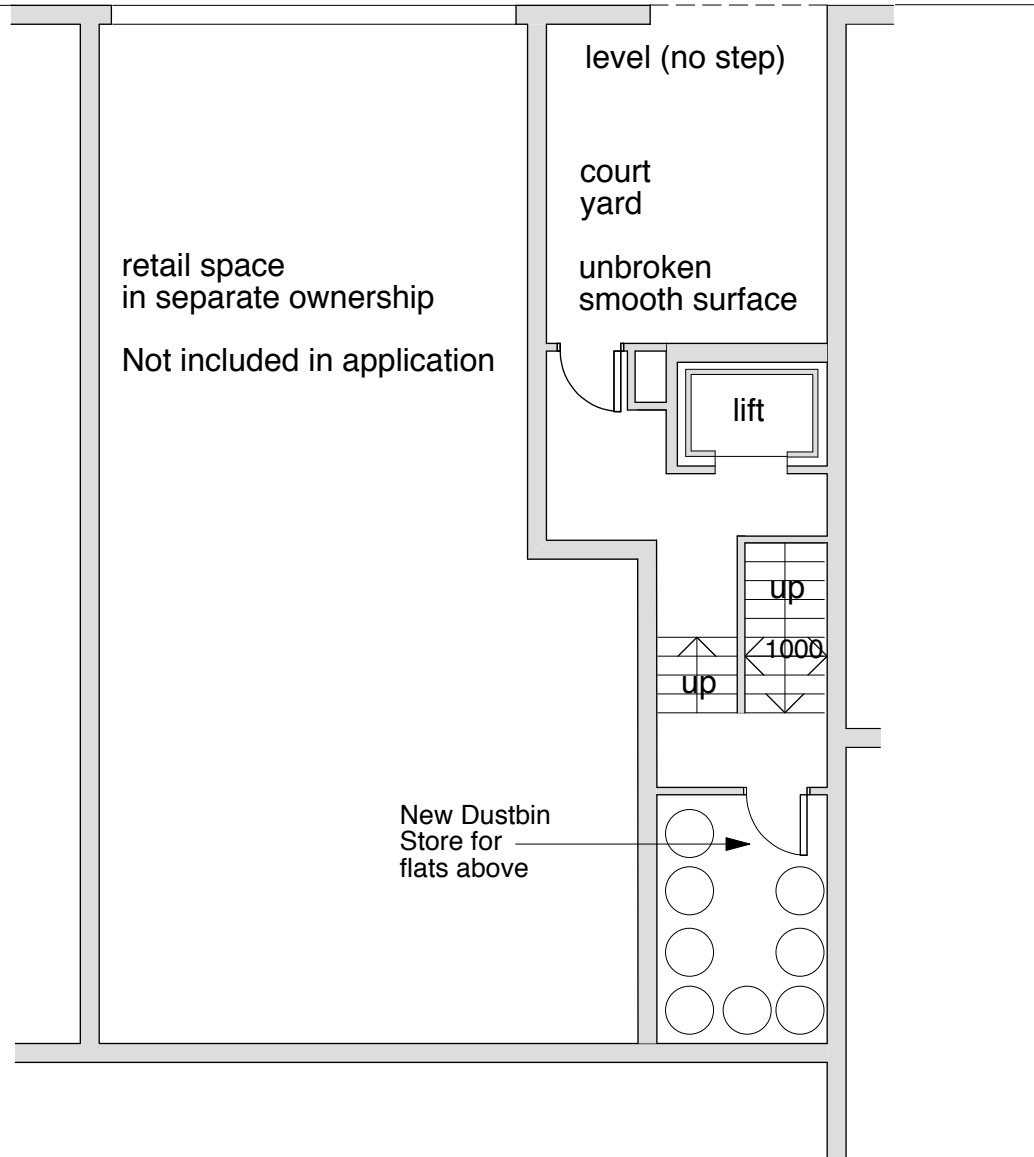 level (no step)
court
yard
unbroken
smooth surface
retail space
in separate ownership
Not included in application
lift
up
1000
up
New Dustbin
Store for
flats above